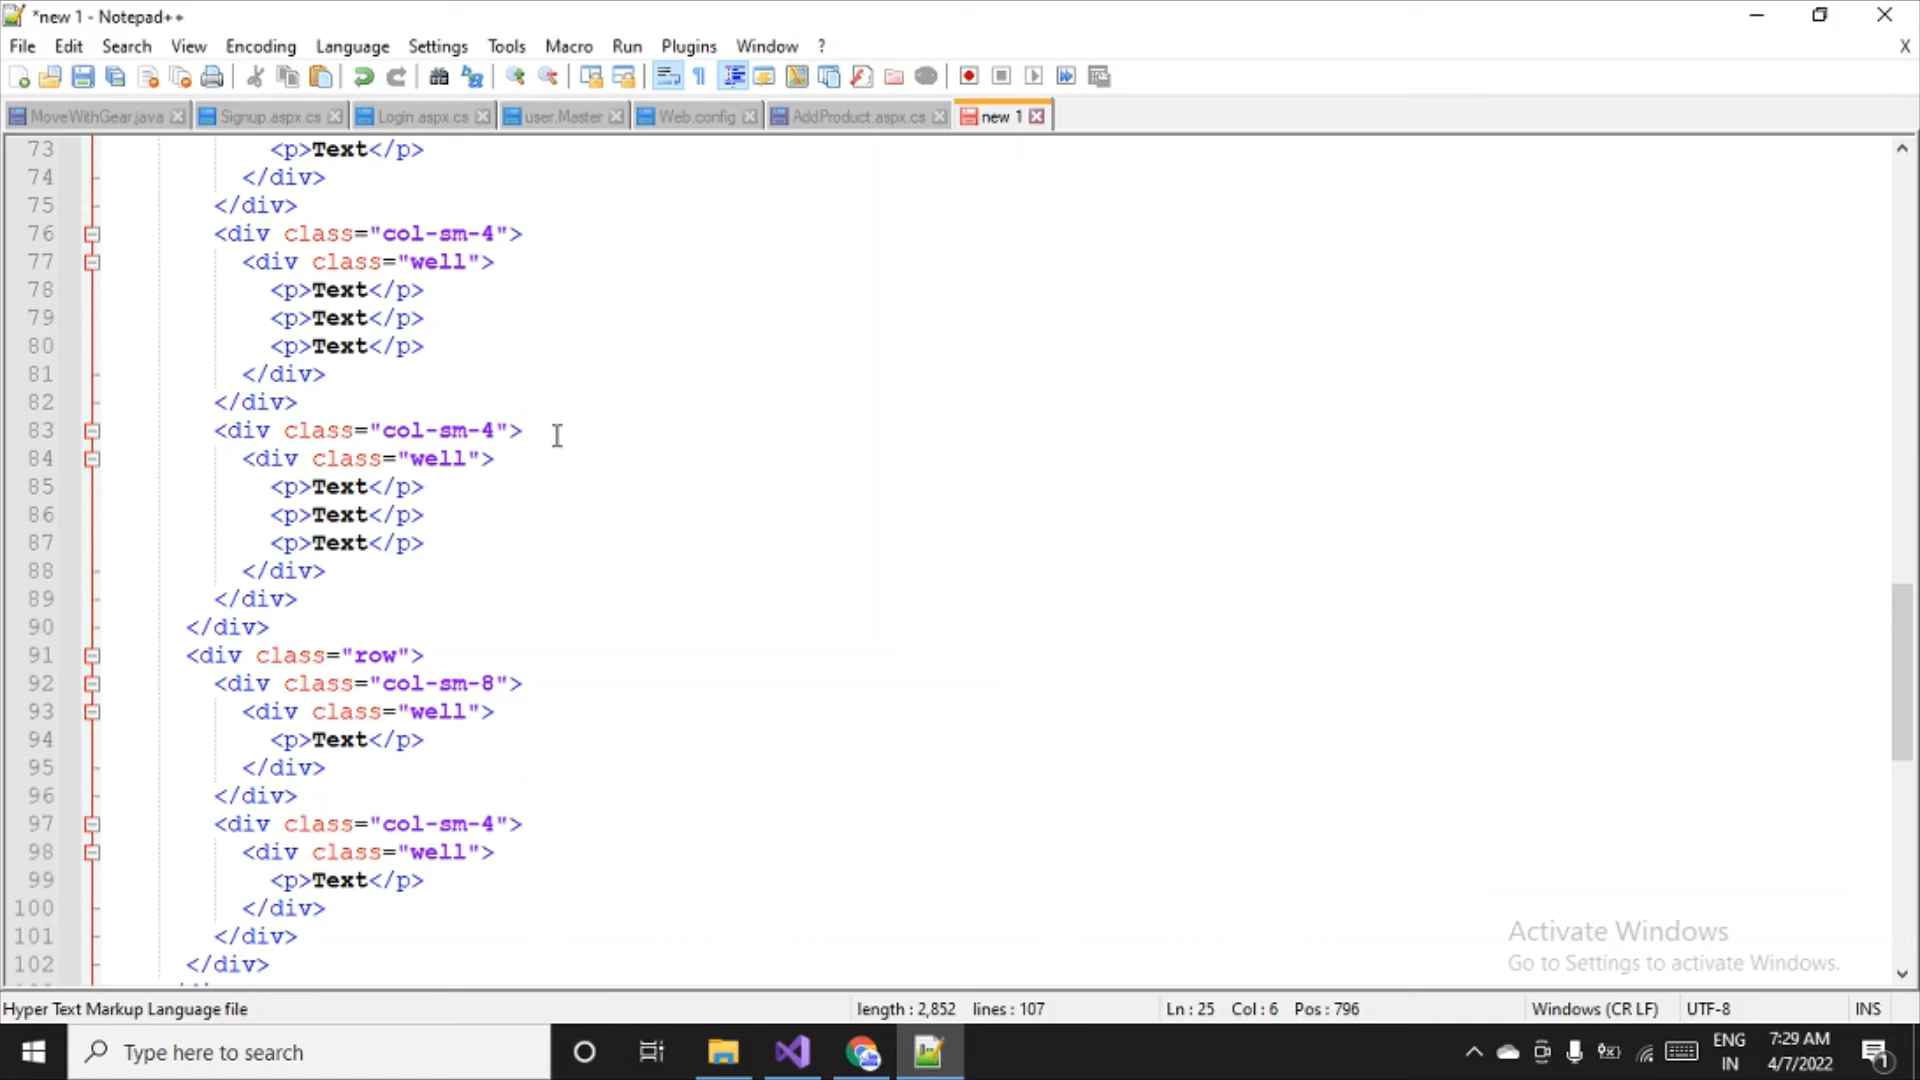 *new 1 - Notepad++
File Edit Search View Encoding Language Settings Tools Macro Run Plugins Window ? X
MoveWithGear.java Signup.aspx.cs Login.aspx.cs user.Master Web.config AddProduct.aspx.cs new 1
73 <p>Text</p>
74 </div>
75 </div>
76 <div class="col-sm-4">
77 <div class="well">
78 <p>Text</p>
79 <p>Text</p>
80 <p>Text</p>
81 </div>
82 </div>
83 <div class="col-sm-4">
84 <div class="well">
85 <p>Text</p>
86 <p>Text</p>
87 <p>Text</p>
88 </div>
89 </div>
90 </div>
91 <div class="row">
92 <div class="col-sm-8">
93 <div class="well">
94 <p>Text</p>
95 </div>
96 </div>
97 <div class="col-sm-4">
98 <div class="well">
99 <p>Text</p>
100 </div>
101 </div>
102 </div>
Activate Windows
Go to Settings to activate Windows.
Hyper Text Markup Language file length : 2,852 lines : 107 Ln : 25 Col : 6 Pos : 796 Windows (CR LF) UTF-8 INS
Type here to search
ENG
IN
7:29 AM
4/7/2022
1